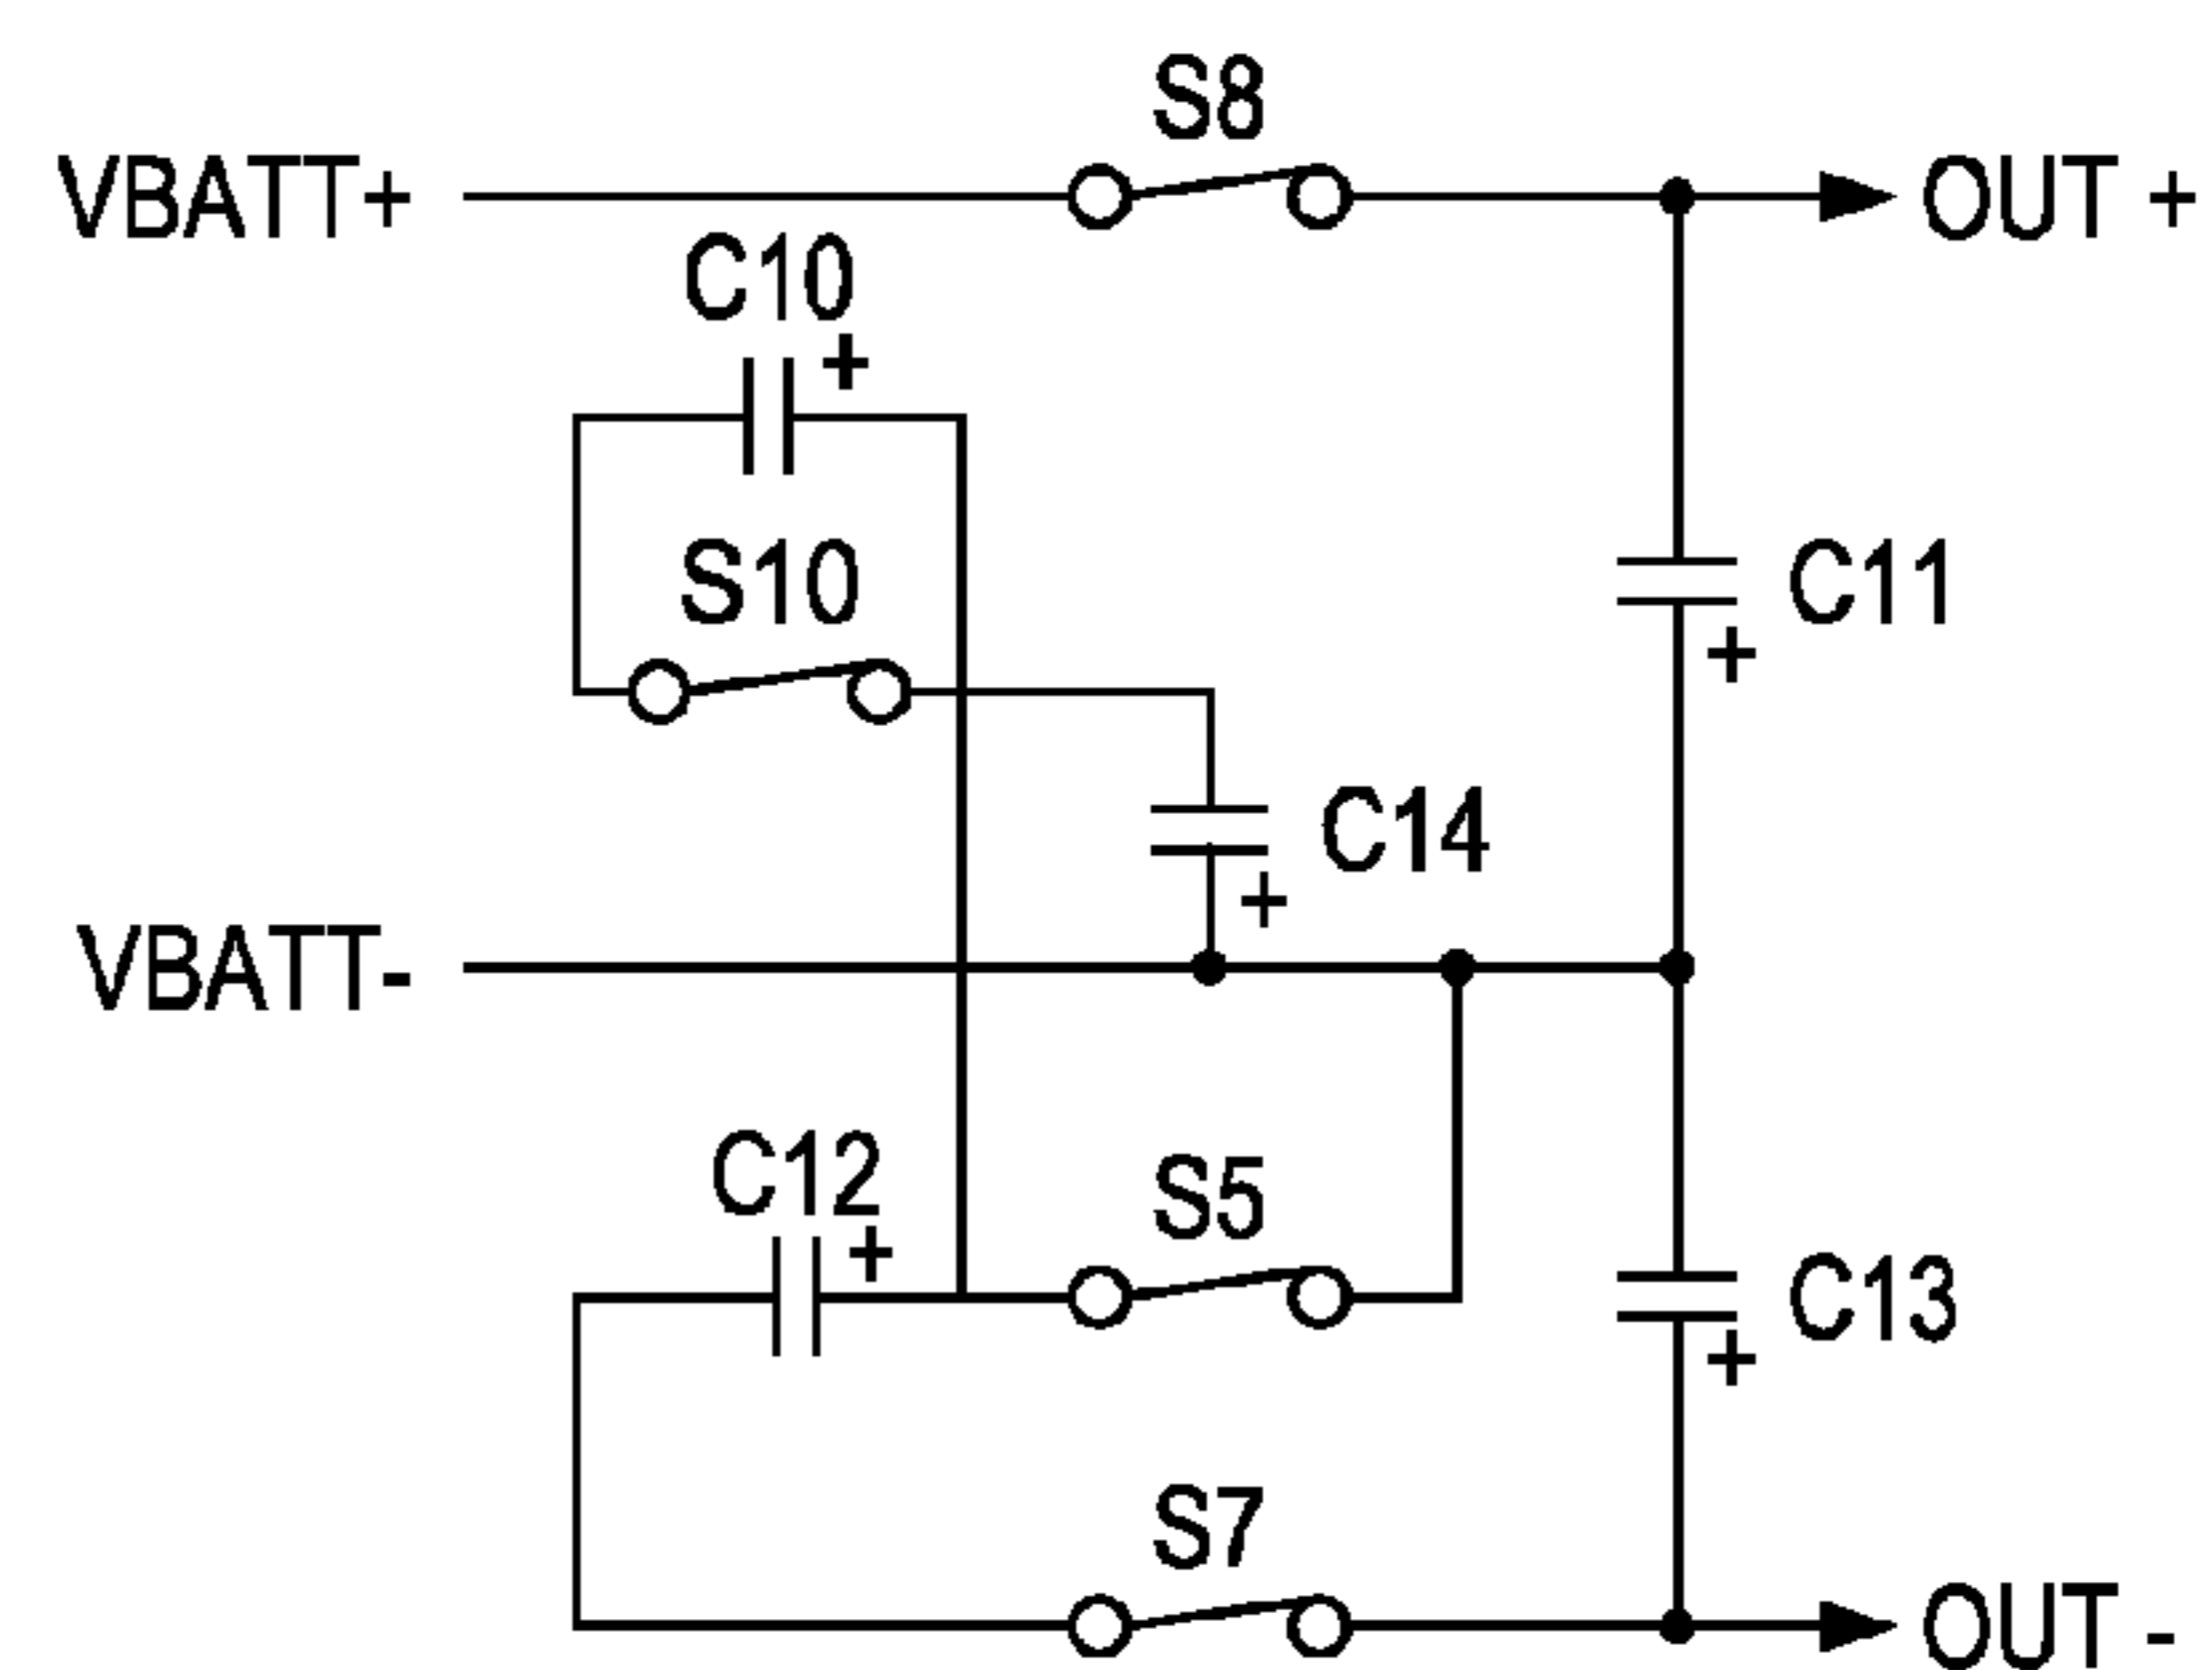 S8
VBATT+
OUT +
C10
+
S10
C11
+
C14
+
VBATT-
C12
+
S5
C13
+
S7
OUT -